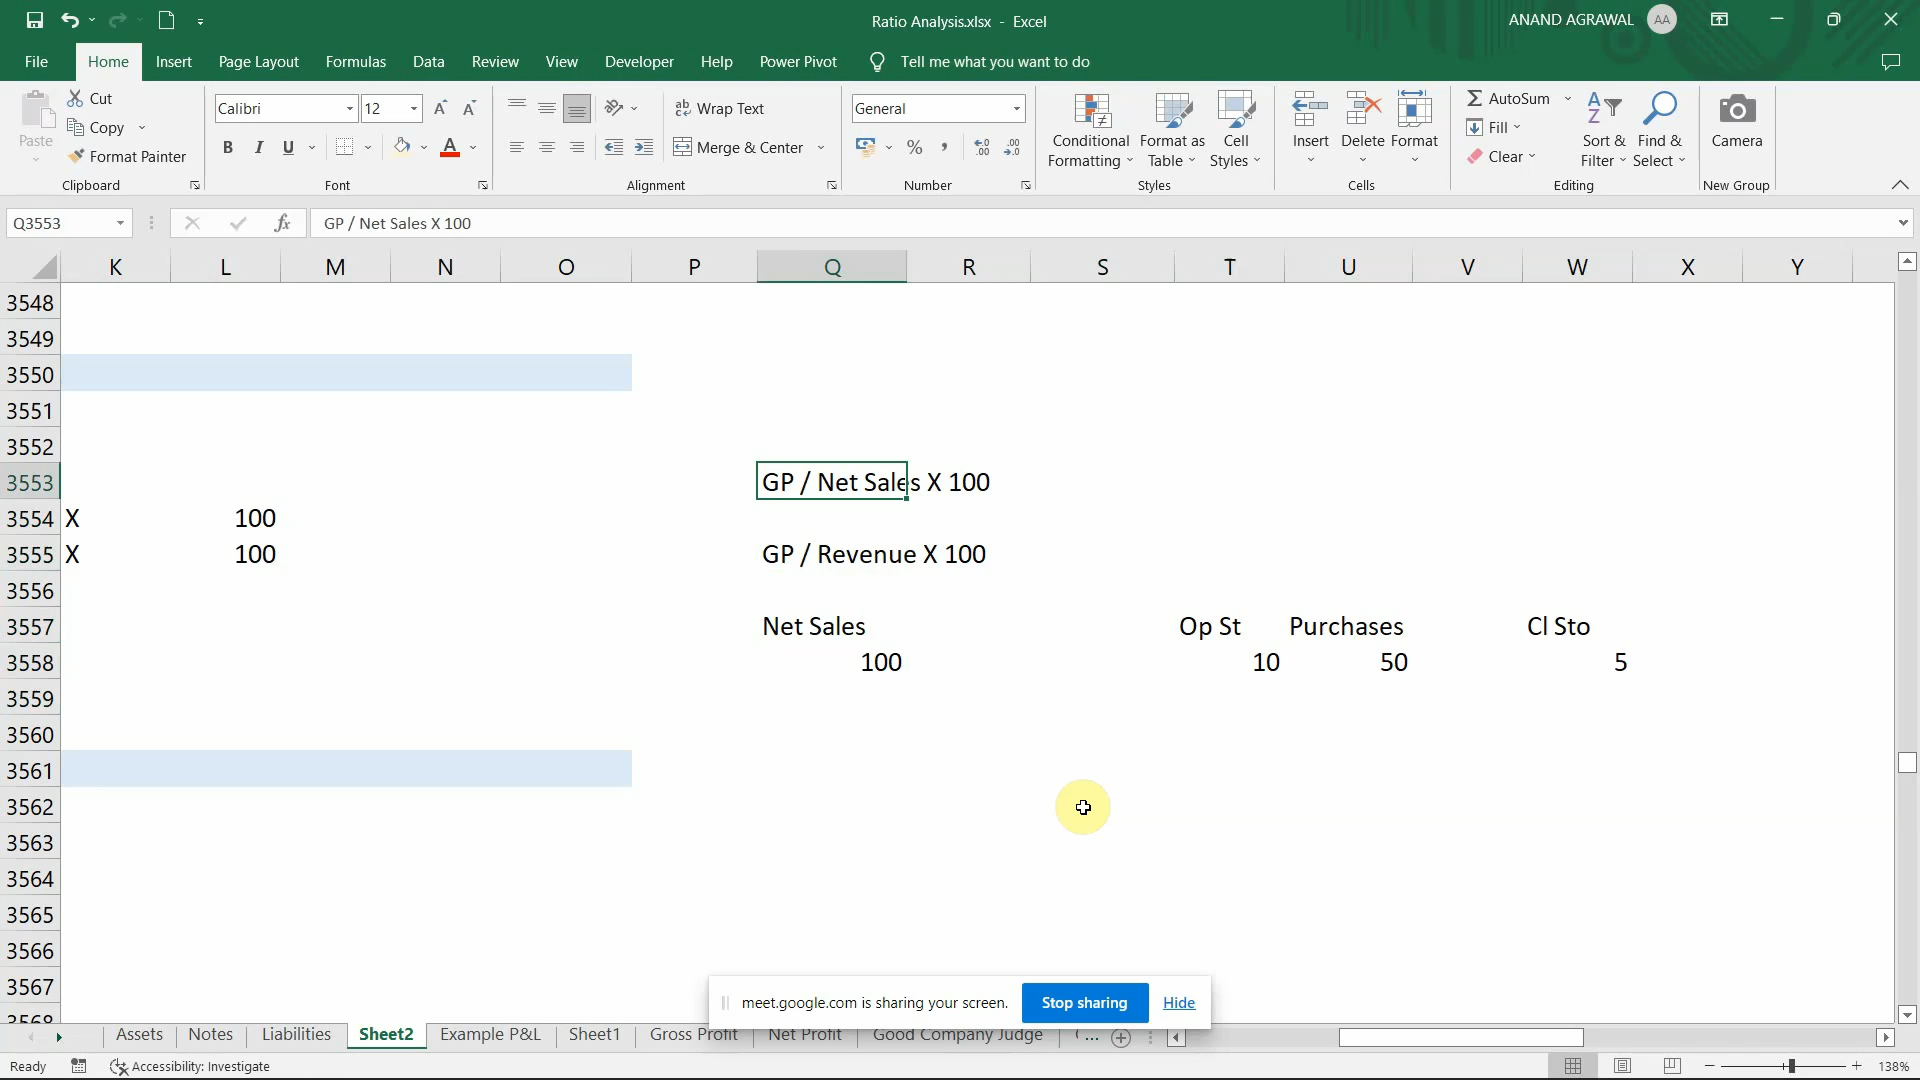 Ratio Analysis.xlsx - Excel
ANAND AGRAWAL AA
File Home Insert Page Layout Formulas Data Review View Developer Help Power Pivot Tell me what you want to do
Paste
Cut
Copy
Format Painter
Clipboard
Calibri 12
B I U
Font
Wrap Text
Merge & Center
Alignment
General
Number
Conditional Formatting
Format as Table
Cell Styles
Styles
Insert Delete Format
Cells
AutoSum
Fill
Clear
Sort & Filter
Find & Select
Editing
Camera
New Group
Q3553 fx GP / Net Sales X 100
K L M N O P Q R S T U V W X Y
3548
3549
3550
3551
3552
3553 GP / Net Sales X 100
3554 X 100
3555 X 100 GP / Revenue X 100
3556
3557 Net Sales Op St Purchases Cl Sto
3558 100 10 50 5
3559
3560
3561
3562
3563
3564
3565
3566
3567
3568
meet.google.com is sharing your screen. Stop sharing Hide
Assets Notes Liabilities Sheet2 Example P&L Sheet1 Gross Profit Net Profit Good Company Judge ...
Ready Accessibility: Investigate 138%